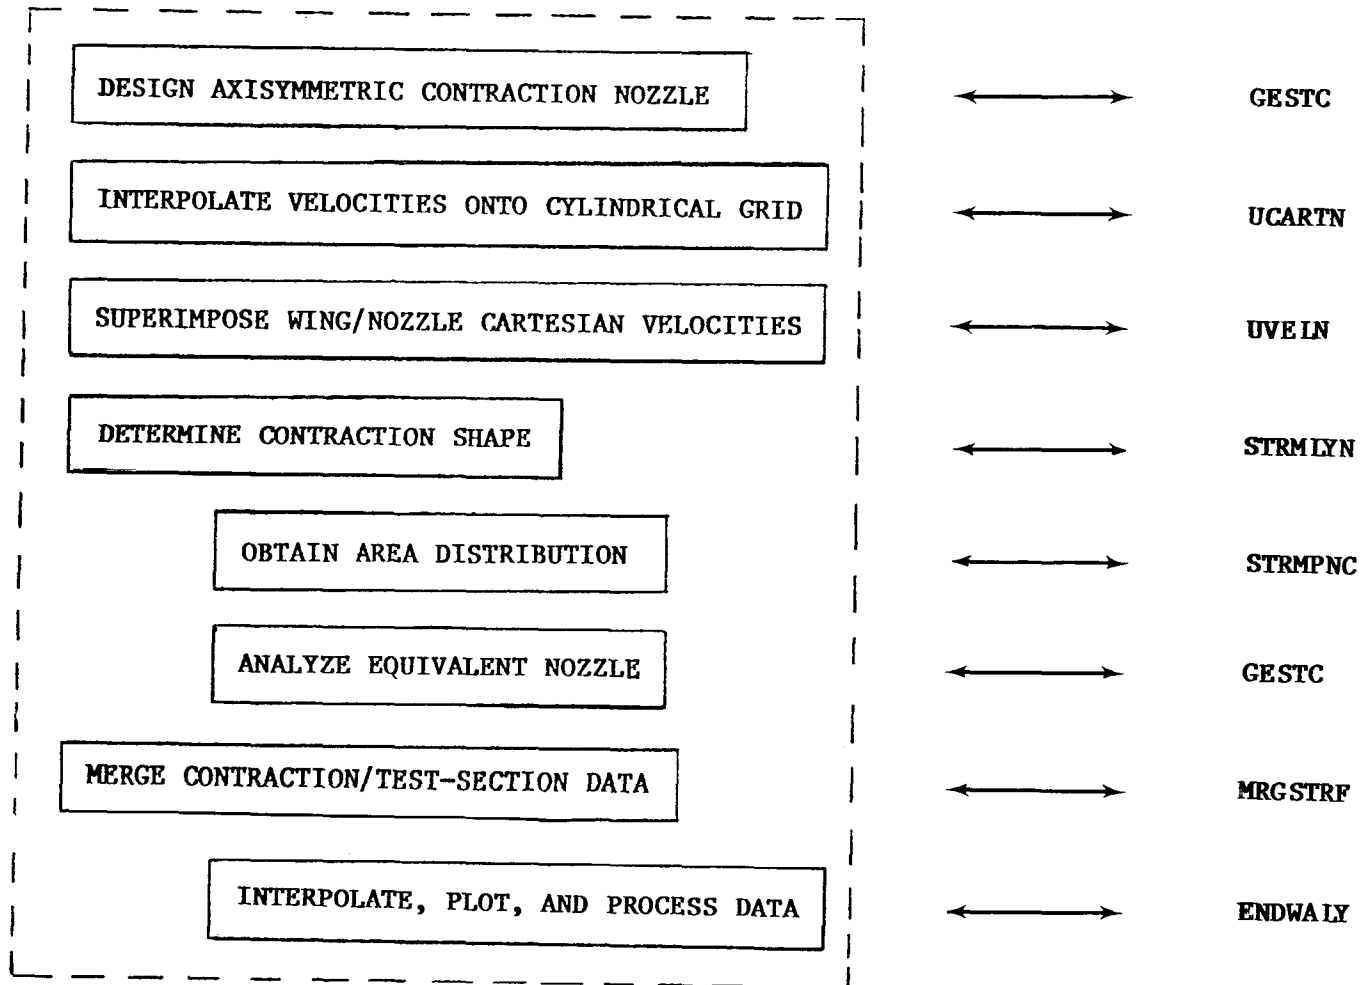 DESIGN AXISYMMETRIC CONTRACTION NOZZLE GESTC
INTERPOLATE VELOCITIES ONTO CYLINDRICAL GRID UCARTN
SUPERIMPOSE WING/NOZZLE CARTESIAN VELOCITIES UVELN
DETERMINE CONTRACTION SHAPE STRMLYN
OBTAIN AREA DISTRIBUTION STRMPNC
ANALYZE EQUIVALENT NOZZLE GESTC
MERGE CONTRACTION/TEST-SECTION DATA MRGSTRF
INTERPOLATE, PLOT, AND PROCESS DATA ENDWALY